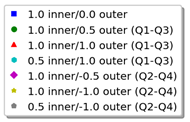 1.0 inner/0.0 outer
1.0 inner/0.5 outer (Q1-Q3)
1.0 inner/1.0 outer (Q1-Q3)
0.5 inner/1.0 outer (Q1-Q3)
1.0 inner/-0.5 outer (Q2-Q4)
1.0 inner/-1.0 outer (Q2-Q4)
0.5 inner/-1.0 outer (Q2-Q4)